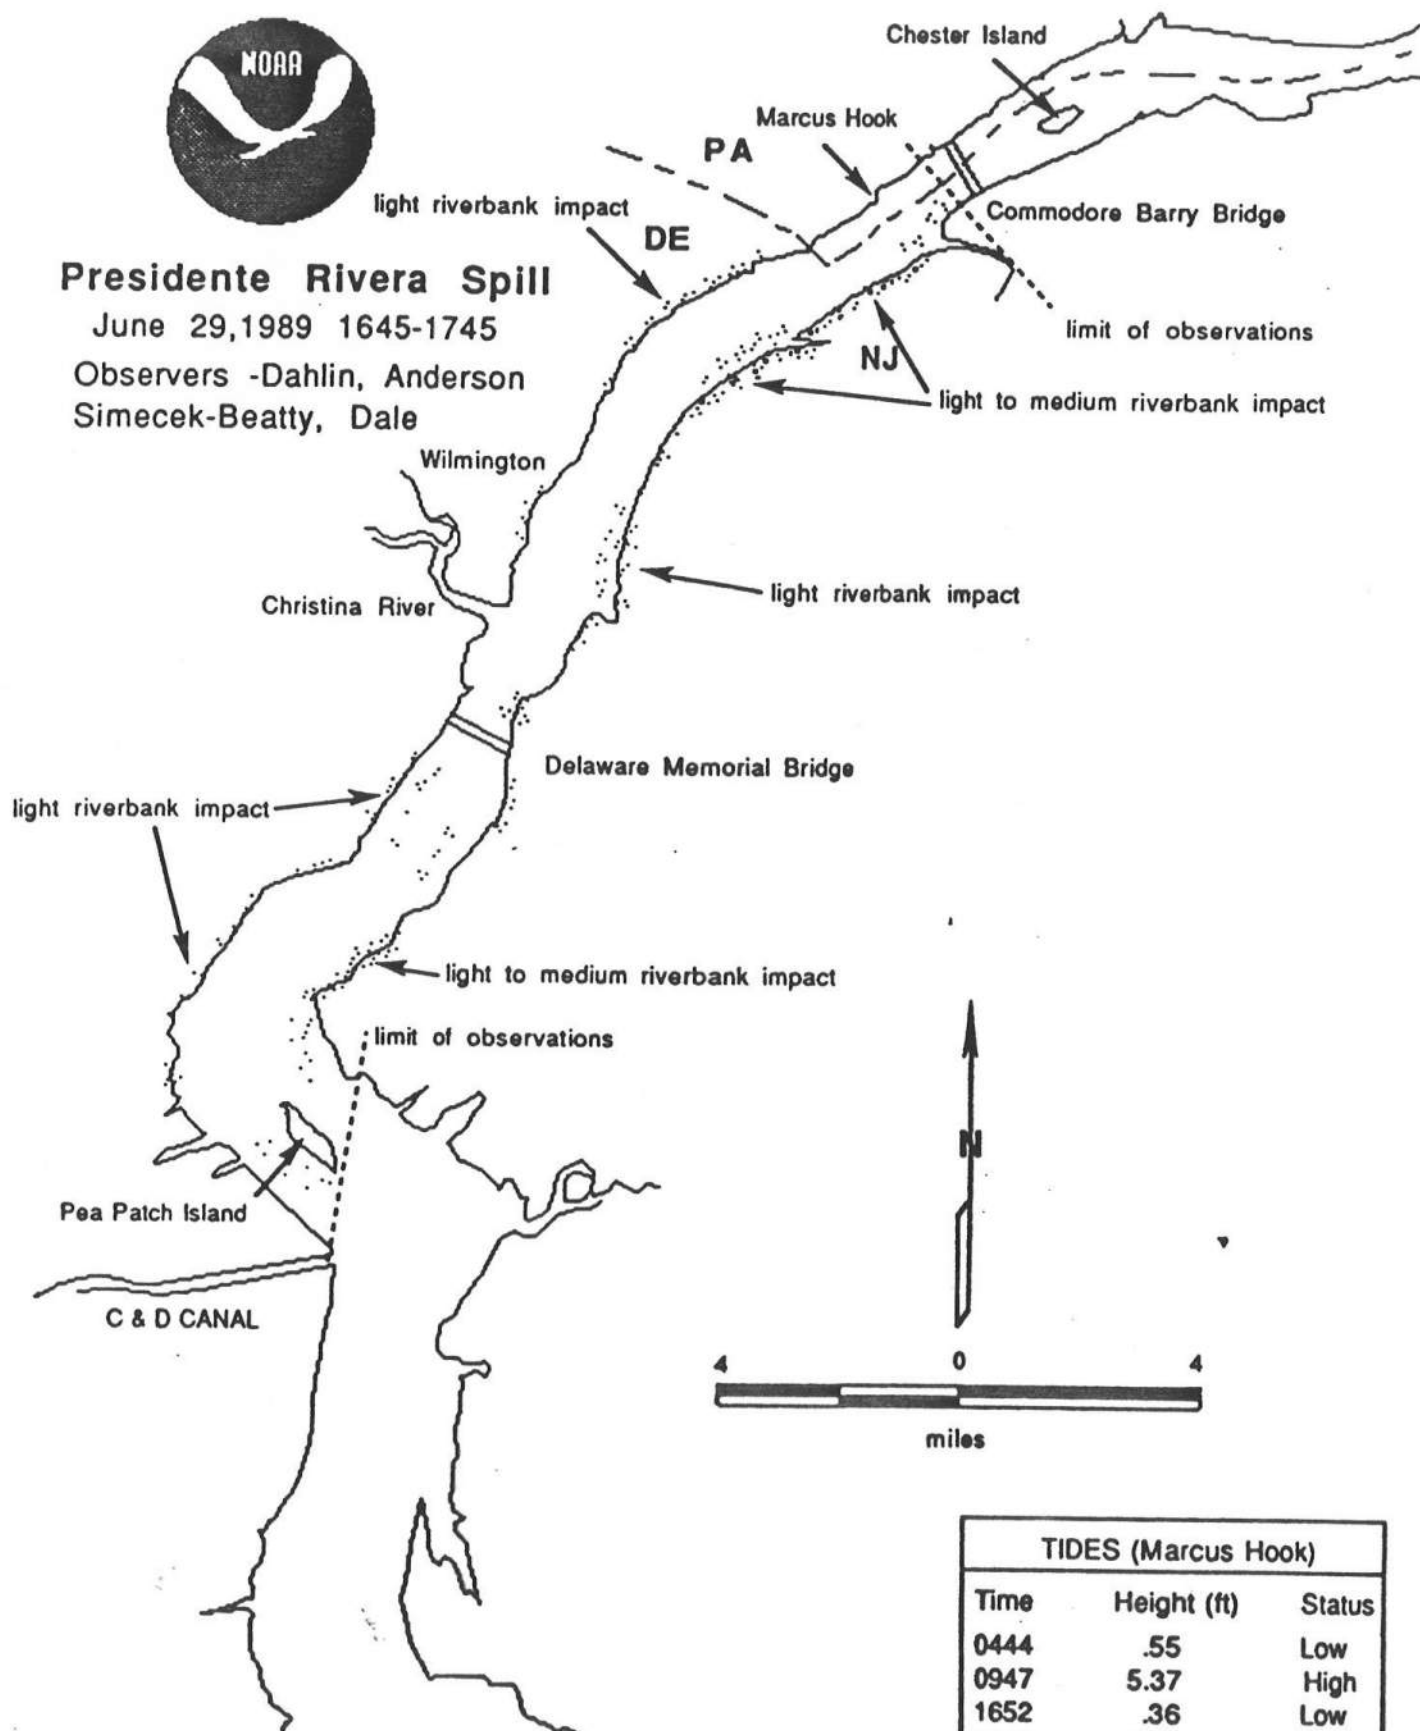 NOAA
Chester Island
Marcus Hook
PA
light riverbank impact
DE
Commodore Barry Bridge
Presidente Rivera Spill
June 29,1989 1645-1745
Observers -Dahlin, Anderson
Simecek-Beatty, Dale
limit of observations
NJ
light to medium riverbank impact
Wilmington
Christina River
light riverbank impact
Delaware Memorial Bridge
light riverbank impact
light to medium riverbank impact
limit of observations
N
Pea Patch Island
C & D CANAL
4 0 4
miles
TIDES (Marcus Hook)
Time Height (ft) Status
0444 .55 Low
0947 5.37 High
1652 .36 Low